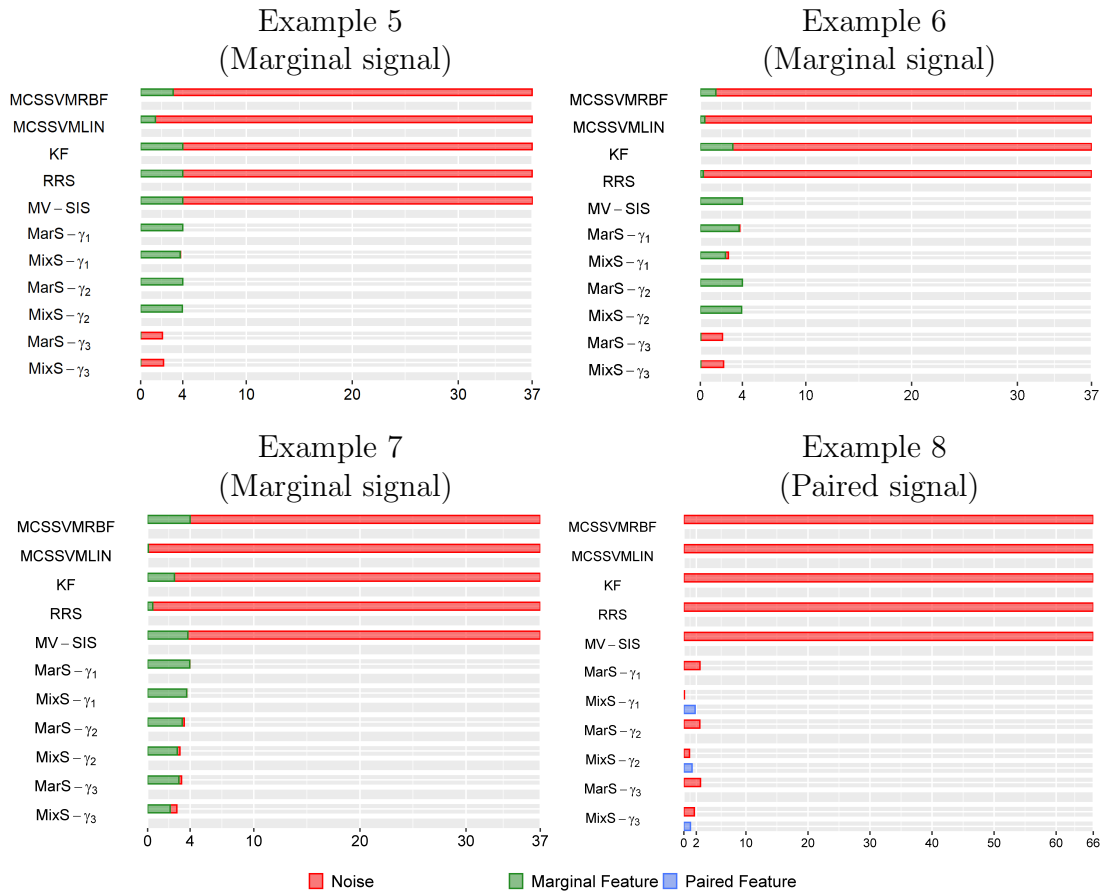 Example 5
(Marginal signal)
MCSSVMRBF
MCSSVMLIN
KF
RRS
MV – SIS
MarS – γ₁
MixS – γ₁
MarS – γ₂
MixS – γ₂
MarS – γ₃
MixS – γ₃
0 4 10 20 30 37
Example 6
(Marginal signal)
MCSSVMRBF
MCSSVMLIN
KF
RRS
MV – SIS
MarS – γ₁
MixS – γ₁
MarS – γ₂
MixS – γ₂
MarS – γ₃
MixS – γ₃
0 4 10 20 30 37
Example 7
(Marginal signal)
MCSSVMRBF
MCSSVMLIN
KF
RRS
MV – SIS
MarS – γ₁
MixS – γ₁
MarS – γ₂
MixS – γ₂
MarS – γ₃
MixS – γ₃
0 4 10 20 30 37
Example 8
(Paired signal)
MCSSVMRBF
MCSSVMLIN
KF
RRS
MV – SIS
MarS – γ₁
MixS – γ₁
MarS – γ₂
MixS – γ₂
MarS – γ₃
MixS – γ₃
0 2 10 20 30 40 50 60 66
Noise Marginal Feature Paired Feature